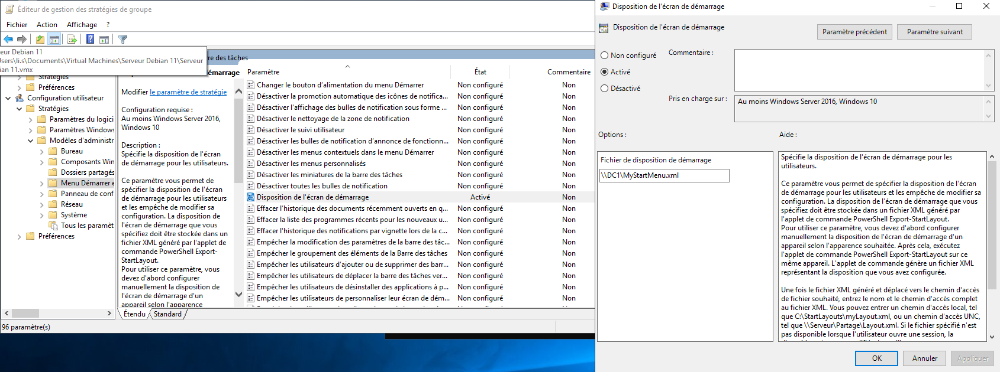 Éditeur de gestion des stratégies de groupe
Fichier Action Affichage ?
eur Debian 11
sers\li.s\Documents\Virtual Machines\Serveur Debian 11\Serveur
ian 11.vmx
Stratégies
Préférences
Configuration utilisateur
Stratégies
Paramètres du logici
Paramètres Windows
Modèles d'administr
Bureau
Composants Win
Dossiers partagés
Menu Démarrer e
Panneau de conf
Réseau
Système
Tous les paramèt
Préférences
re des tâches
émarrage
Modifier le paramètre de stratégie
Configuration requise :
Au moins Windows Server 2016,
Windows 10
Description :
Spécifie la disposition de l'écran
de démarrage pour les utilisateurs.
Ce paramètre vous permet de
spécifier la disposition de l'écran
de démarrage pour les utilisateurs
et les empêche de modifier sa
configuration. La disposition de
l'écran de démarrage que vous
spécifiez doit être stockée dans un
fichier XML généré par l'applet de
commande PowerShell Export-
StartLayout.
Pour utiliser ce paramètre, vous
devez d'abord configurer
manuellement la disposition de
l'écran de démarrage d'un
appareil selon l'apparence
Paramètre État Commentaire
Changer le bouton d'alimentation du menu Démarrer Non configuré Non
Désactiver la promotion automatique des icônes de notifica... Non configuré Non
Désactiver l'affichage des bulles de notification sous forme ... Non configuré Non
Désactiver le nettoyage de la zone de notification Non configuré Non
Désactiver le suivi utilisateur Non configuré Non
Désactiver les bulles de notification d'annonce de fonctionn... Non configuré Non
Désactiver les menus contextuels dans le menu Démarrer Non configuré Non
Désactiver les menus personnalisés Non configuré Non
Désactiver les miniatures de la barre des tâches Non configuré Non
Désactiver toutes les bulles de notification Non configuré Non
Disposition de l'écran de démarrage Activé Non
Effacer l'historique des documents récemment ouverts en q... Non configuré Non
Effacer la liste des programmes récents pour les nouveaux u... Non configuré Non
Effacer l'historique des notifications par vignette lors de la c... Non configuré Non
Empêcher la modification des paramètres de la barre des tâc... Non configuré Non
Empêcher le groupement des éléments de la Barre des tâches Non configuré Non
Empêcher les utilisateurs d'ajouter ou de supprimer des barr... Non configuré Non
Empêcher les utilisateurs de déplacer la barre des tâches ver... Non configuré Non
Empêcher les utilisateurs de désinstaller des applications à p... Non configuré Non
Empêcher les utilisateurs de personnaliser leur écran de dém... Non configuré Non
Étendu Standard
96 paramètre(s)
Disposition de l'écran de démarrage
Disposition de l'écran de démarrage
Paramètre précédent Paramètre suivant
Non configuré
Activé
Désactivé
Commentaire :
Pris en charge sur :
Au moins Windows Server 2016, Windows 10
Options :
Aide :
Fichier de disposition de démarrage
\\DC1\MyStartMenu.xml
Spécifie la disposition de l'écran de démarrage pour les
utilisateurs.
Ce paramètre vous permet de spécifier la disposition de l'écran
de démarrage pour les utilisateurs et les empêche de modifier sa
configuration. La disposition de l'écran de démarrage que vous
spécifiez doit être stockée dans un fichier XML généré par
l'applet de commande PowerShell Export-StartLayout.
Pour utiliser ce paramètre, vous devez d'abord configurer
manuellement la disposition de l'écran de démarrage d'un
appareil selon l'apparence souhaitée. Après cela, exécutez
l'applet de commande PowerShell Export-StartLayout sur ce
même appareil. L'applet de commande génère un fichier XML
représentant la disposition que vous avez configurée.
Une fois le fichier XML généré et déplacé vers le chemin d'accès
de fichier souhaité, entrez le nom et le chemin d'accès complet
au fichier XML. Vous pouvez entrer un chemin d'accès local, tel
que C:\StartLayouts\myLayout.xml, ou un chemin d'accès UNC,
tel que \\Serveur\Partage\Layout.xml. Si le fichier spécifié n'est
pas disponible lorsque l'utilisateur ouvre une session, la
OK Annuler Appliquer